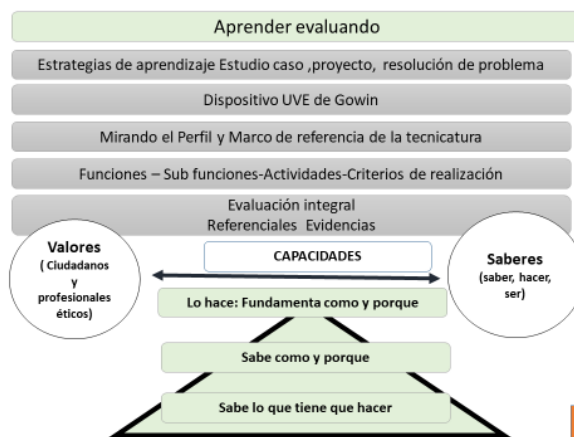 Aprender evaluando
Estrategias de aprendizaje Estudio caso ,proyecto, resolución de problema
Dispositivo UVE de Gowin
Mirando el Perfil y Marco de referencia de la tecnicatura
Funciones – Sub funciones-Actividades-Criterios de realización
Evaluación integral
Referenciales Evidencias
Valores
( Ciudadanos
y
profesionales
éticos)
CAPACIDADES
Saberes
(saber, hacer,
ser)
Lo hace: Fundamenta como y porque
Sabe como y porque
Sabe lo que tiene que hacer